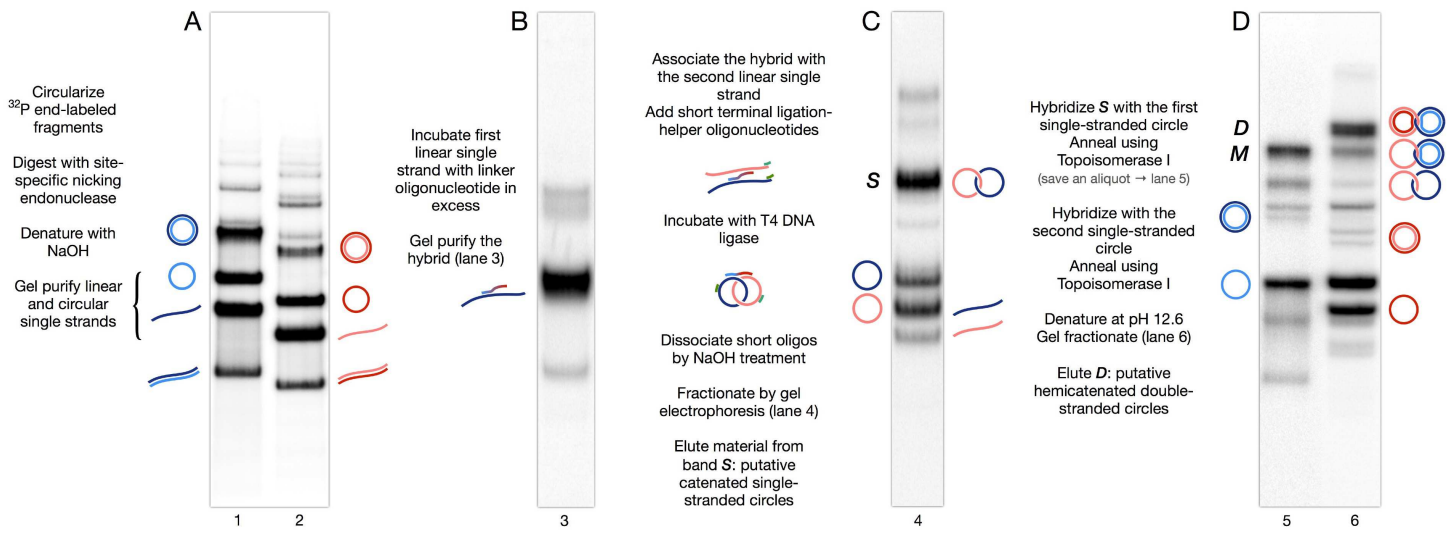 A
Circularize
32P end-labeled
fragments
Digest with site-
specific nicking
endonuclease
Denature with
NaOH
Gel purify linear
and circular
single strands
1
2
B
Incubate first
linear single
strand with linker
oligonucleotide in
excess
Gel purify the
hybrid (lane 3)
3
C
Associate the hybrid with
the second linear single
strand
Add short terminal ligation-
helper oligonucleotides
Incubate with T4 DNA
ligase
Dissociate short oligos
by NaOH treatment
Fractionate by gel
electrophoresis (lane 4)
Elute material from
band S: putative
catenated single-
stranded circles
S
4
D
Hybridize S with the first
single-stranded circle
Anneal using
Topoisomerase I
(save an aliquot → lane 5)
Hybridize with the
second single-stranded
circle
Anneal using
Topoisomerase I
Denature at pH 12.6
Gel fractionate (lane 6)
Elute D: putative
hemicatenated double-
stranded circles
D
M
5
6